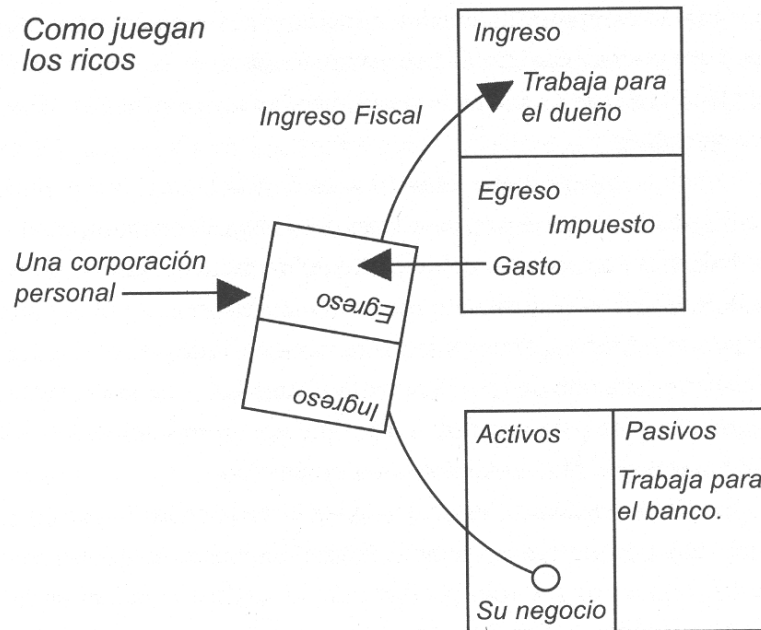 Como juegan
los ricos
Ingreso
Trabaja para
el dueño
Ingreso Fiscal
Egreso
Impuesto
Gasto
Una corporación
personal
Egreso
Ingreso
Activos
Pasivos
Trabaja para
el banco.
Su negocio